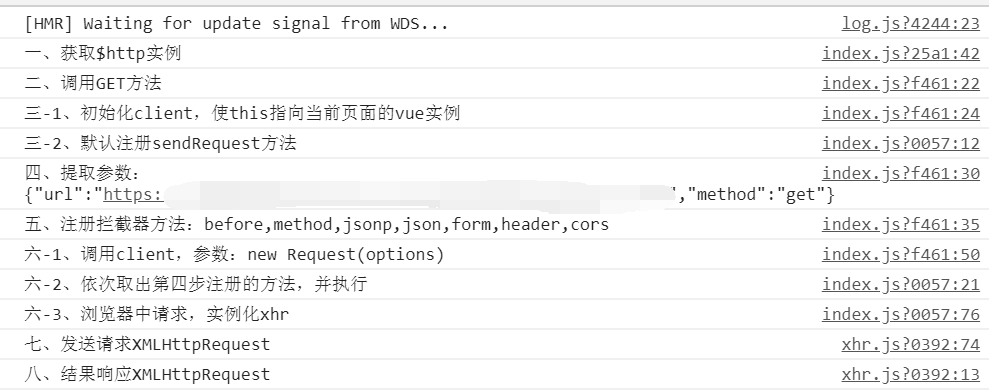 [HMR] Waiting for update signal from WDS... log.js?4244:23
一、获取$http实例 index.js?25a1:42
二、调用GET方法 index.js?f461:22
三-1、初始化client，使this指向当前页面的vue实例 index.js?f461:24
三-2、默认注册sendRequest方法 index.js?0057:12
四、提取参数： index.js?f461:30
{"url":"https: ","method":"get"}
五、注册拦截器方法：before,method,jsonp,json,form,header,cors index.js?f461:35
六-1、调用client，参数：new Request(options) index.js?f461:50
六-2、依次取出第四步注册的方法，并执行 index.js?0057:21
六-3、浏览器中请求，实例化xhr index.js?0057:76
七、发送请求XMLHttpRequest xhr.js?0392:74
八、结果响应XMLHttpRequest xhr.js?0392:13